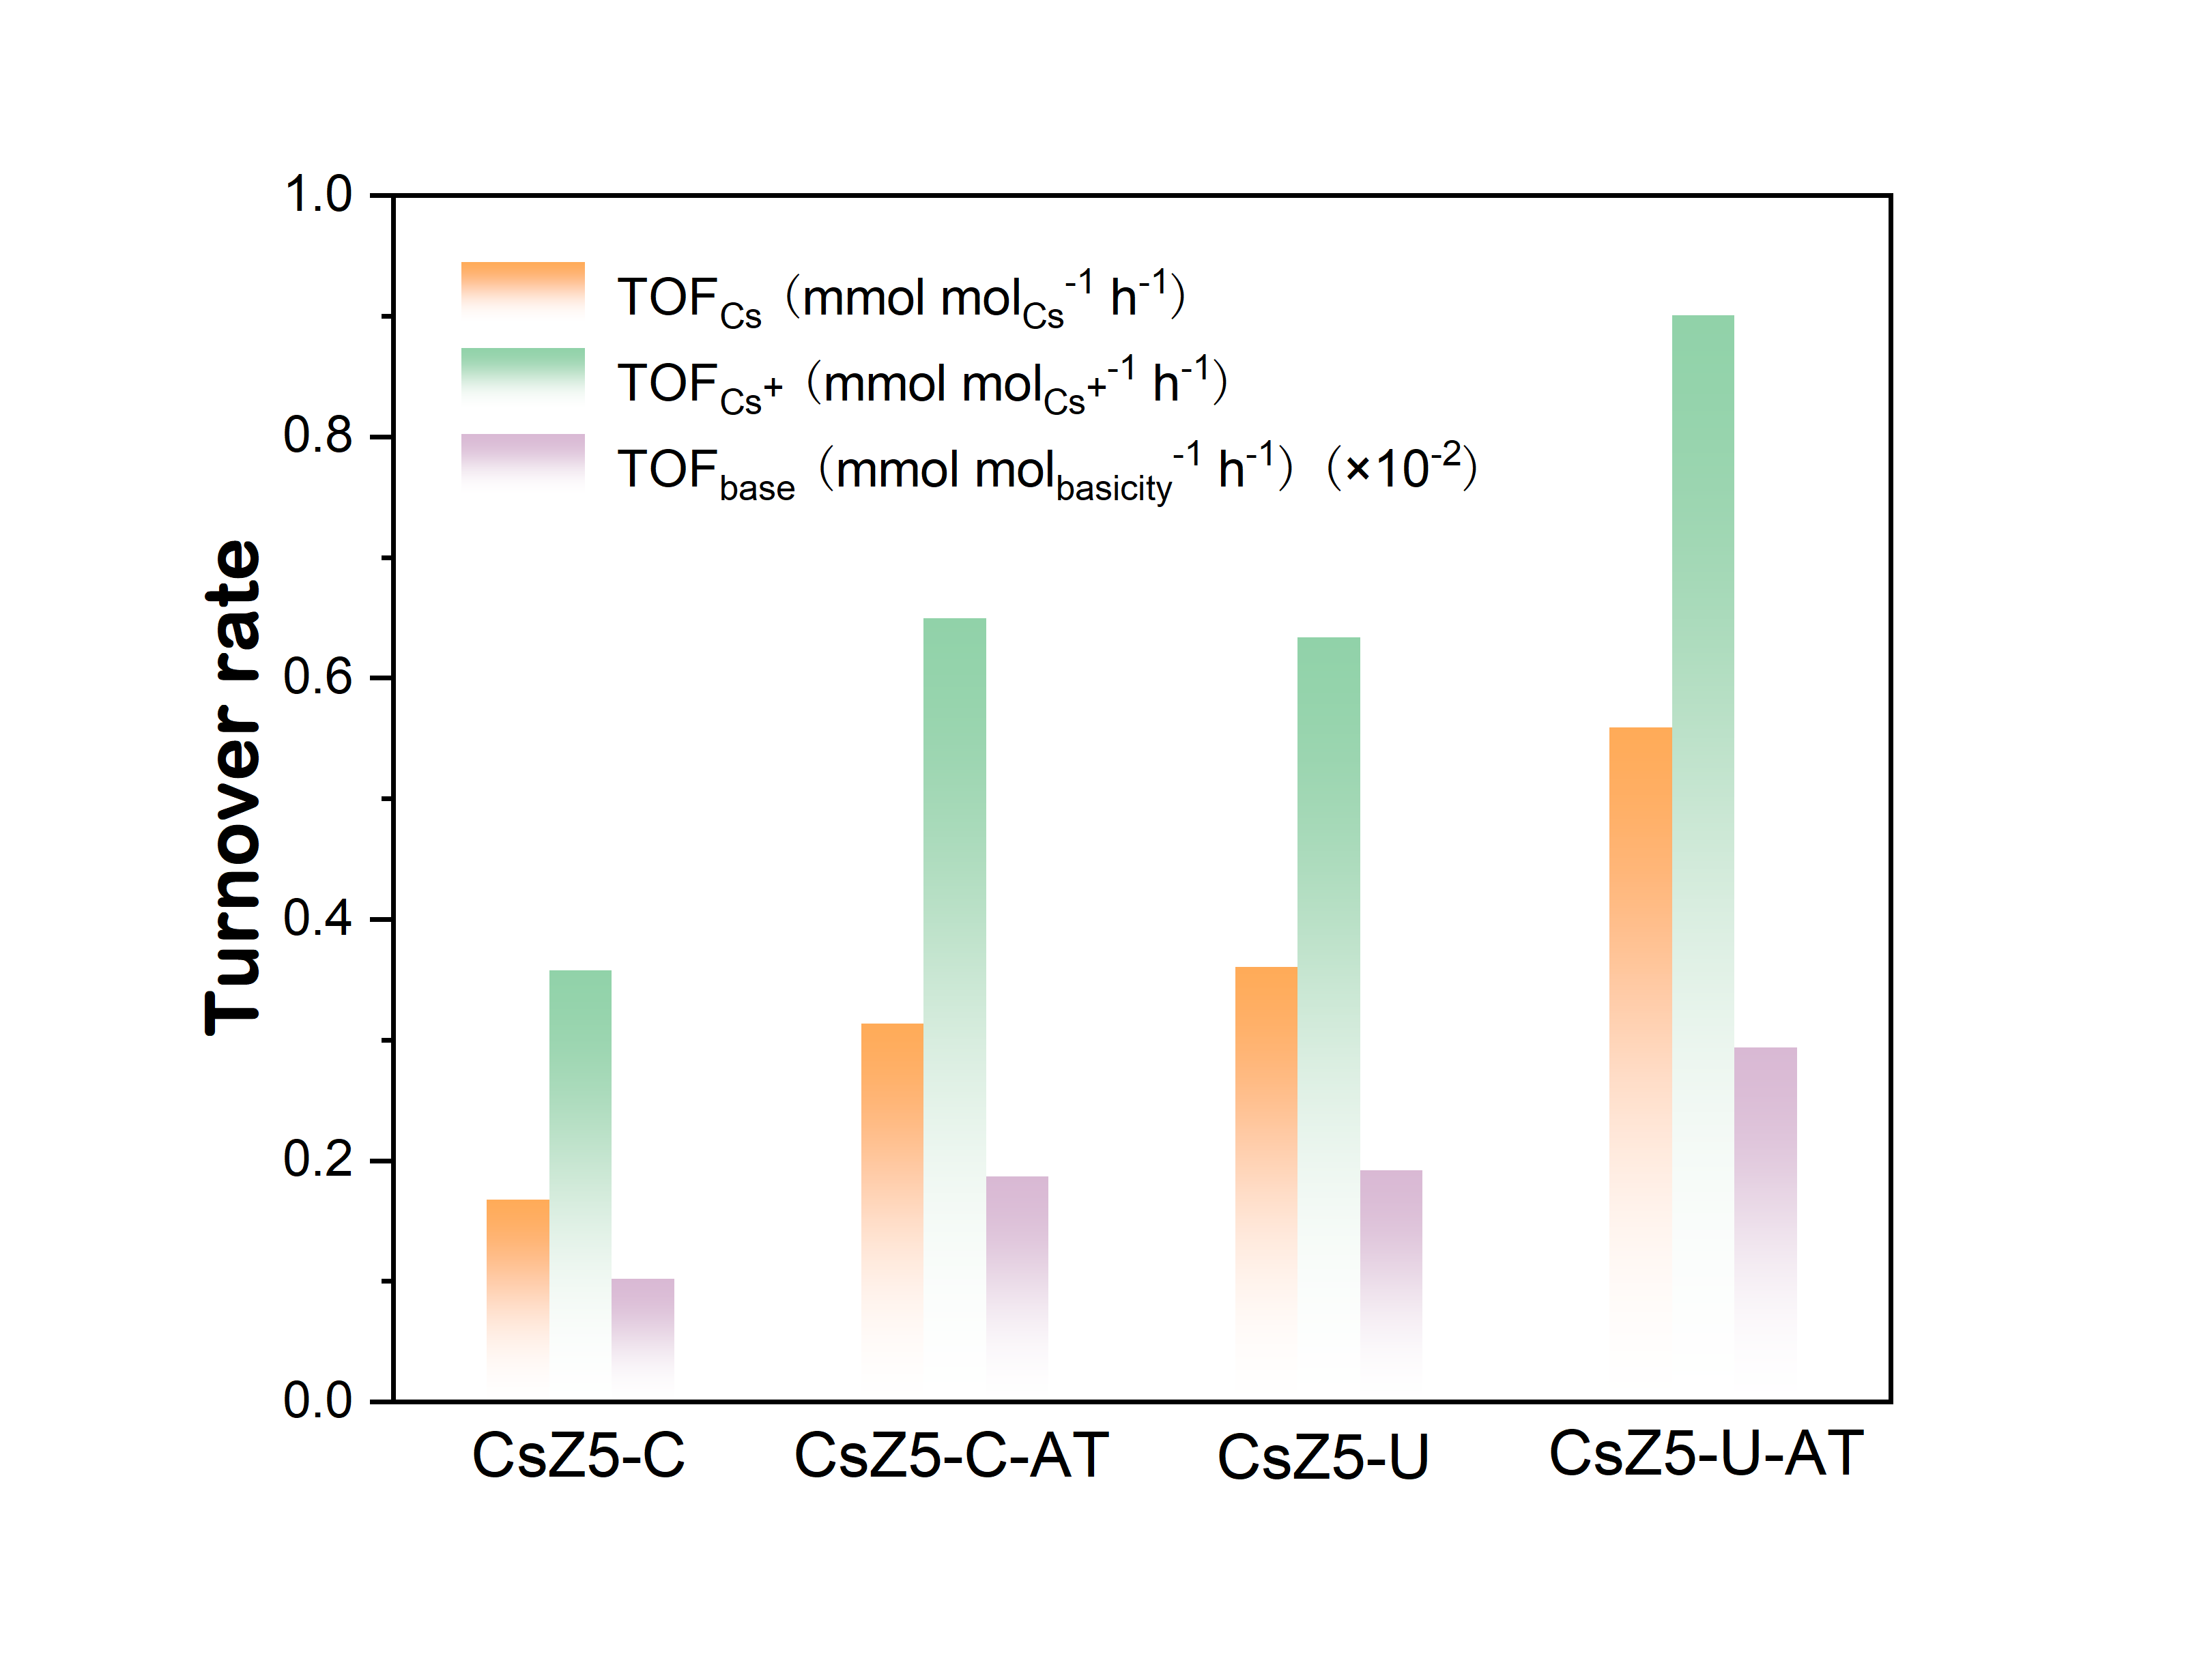 1.0
TOFCs（mmol molCs-1 h-1）
TOFCs+（mmol molCs+-1 h-1）
0.8
TOFbase（mmol molbasicity-1 h-1）（×10-2）
Turnover rate
0.6
0.4
0.2
0.0
CsZ5-C CsZ5-C-AT CsZ5-U CsZ5-U-AT